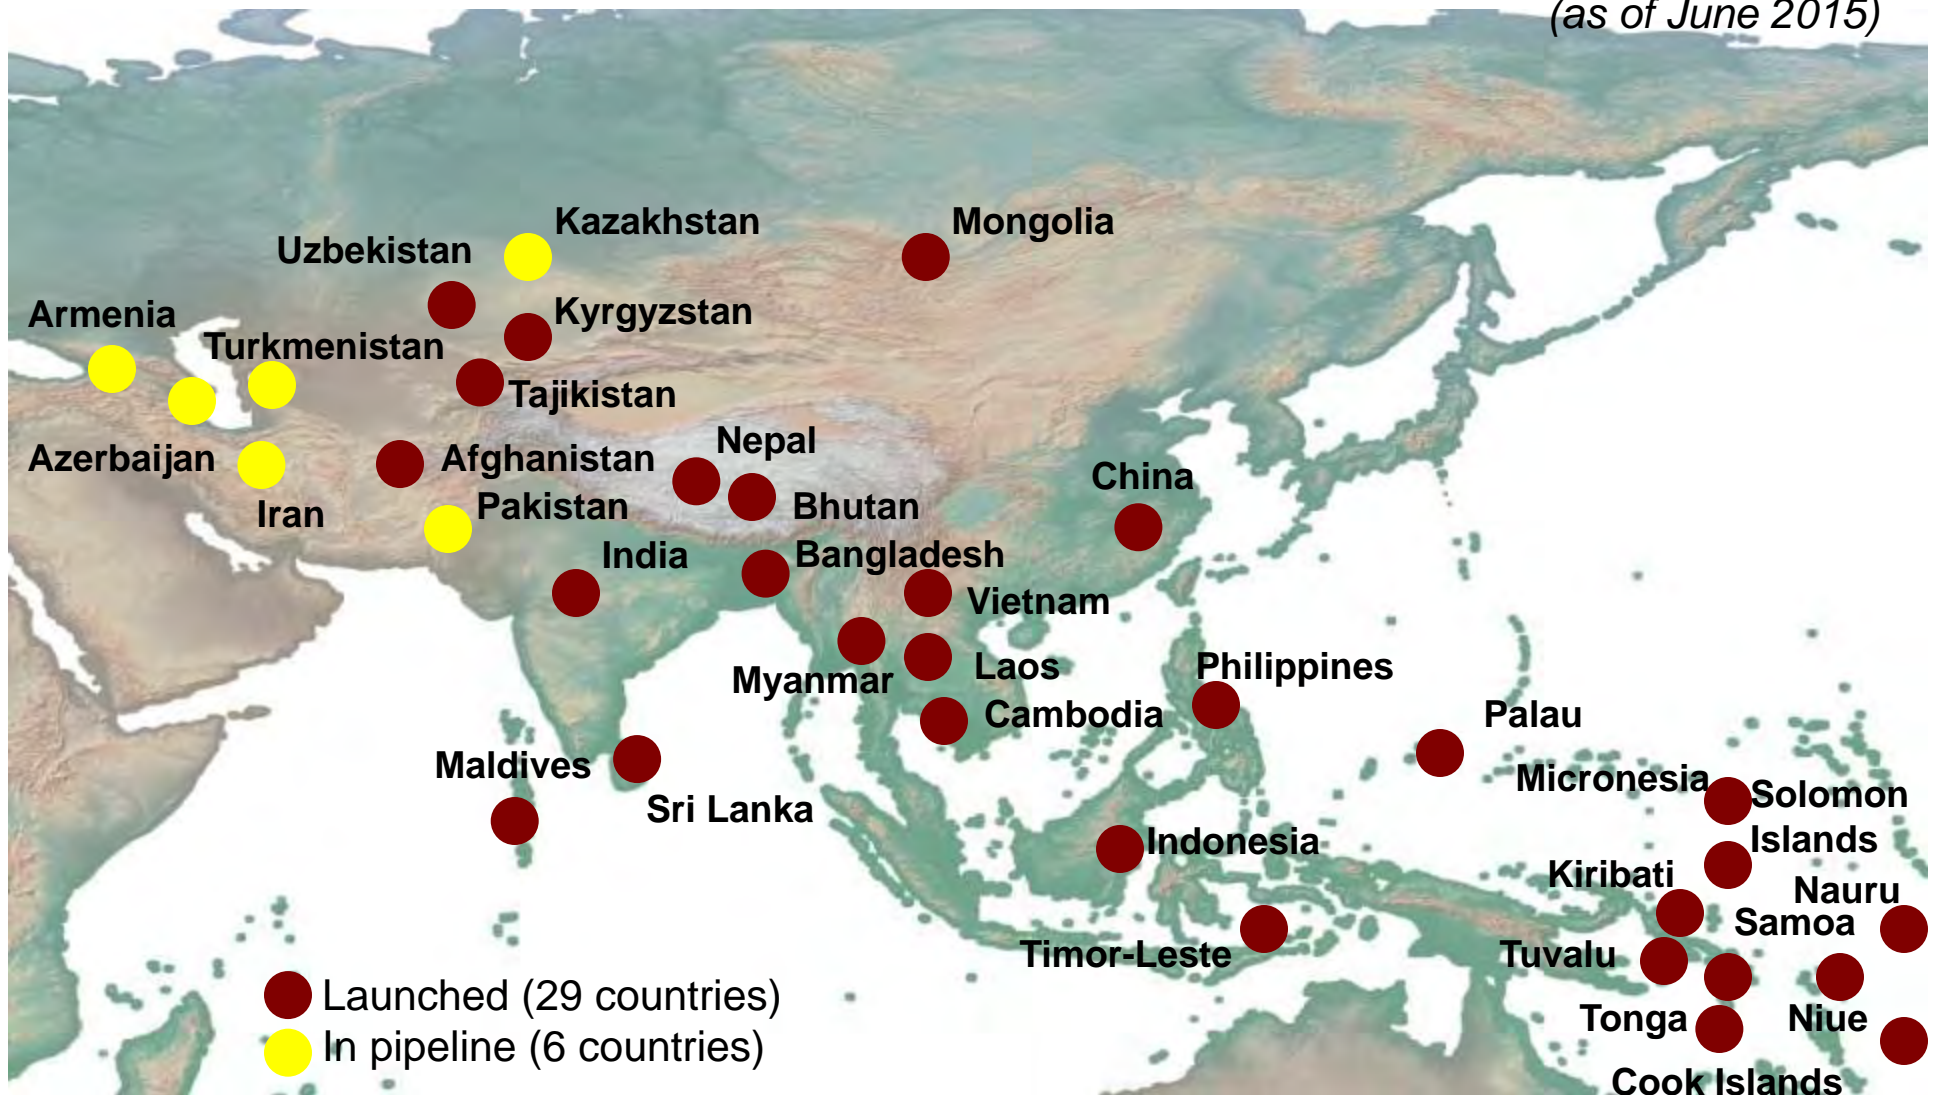 (as of June 2015)
Kazakhstan
Mongolia
Uzbekistan
Armenia
Kyrgyzstan
Turkmenistan
Tajikistan
Nepal
Azerbaijan
Afghanistan
China
Iran
Pakistan
Bhutan
India
Bangladesh
Vietnam
Myanmar
Laos
Philippines
Cambodia
Palau
Maldives
Micronesia
Sri Lanka
Solomon
Islands
Indonesia
Kiribati
Nauru
Samoa
Timor-Leste
Tuvalu
Launched (29 countries)
Tonga
Niue
In pipeline (6 countries)
Cook Islands